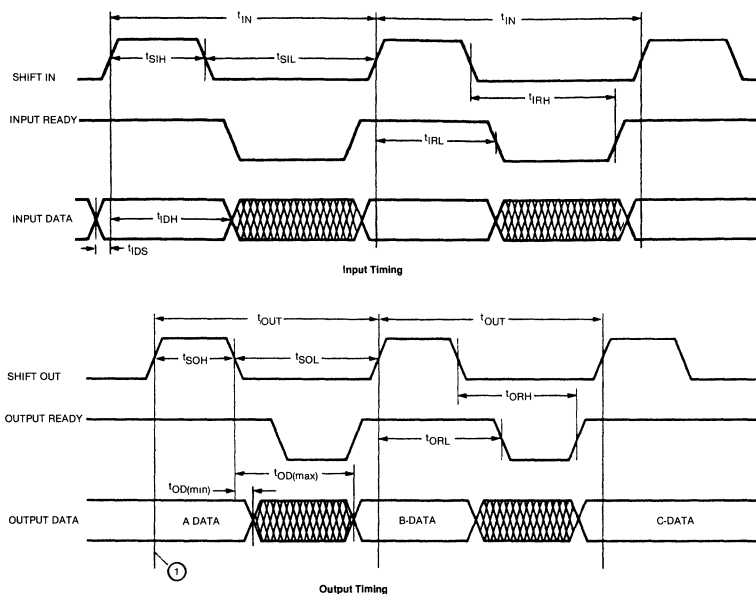 tIN
tIN
tSIH
tSIL
SHIFT IN
tIRH
INPUT READY
tIRL
INPUT DATA
tIDH
tIDS
Input Timing
tOUT
tOUT
tSOH
tSOL
SHIFT OUT
tORH
OUTPUT READY
tORL
tOD(max)
tOD(min)
OUTPUT DATA
A DATA
B-DATA
C-DATA
1
Output Timing